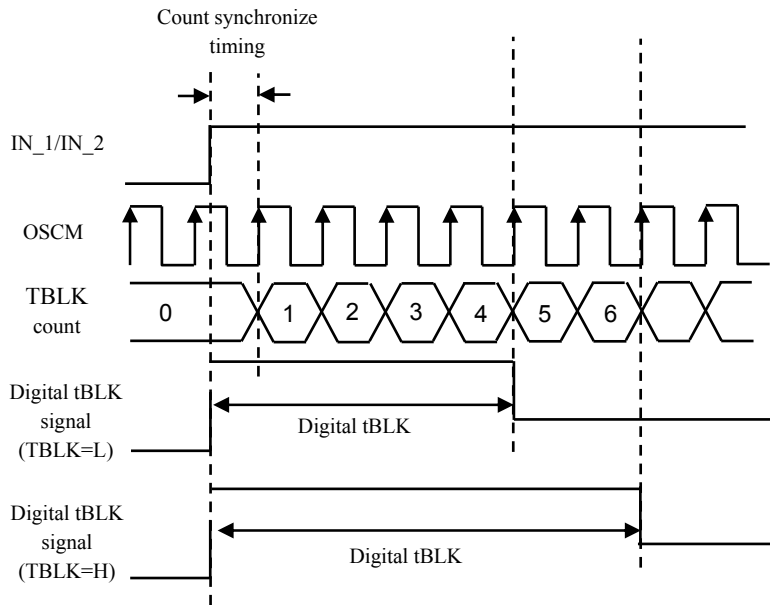 Count synchronize
timing
IN_1/IN_2
OSCM
TBLK
count
0 1 2 3 4 5 6
Digital tBLK
signal
(TBLK=L)
Digital tBLK
Digital tBLK
signal
(TBLK=H)
Digital tBLK